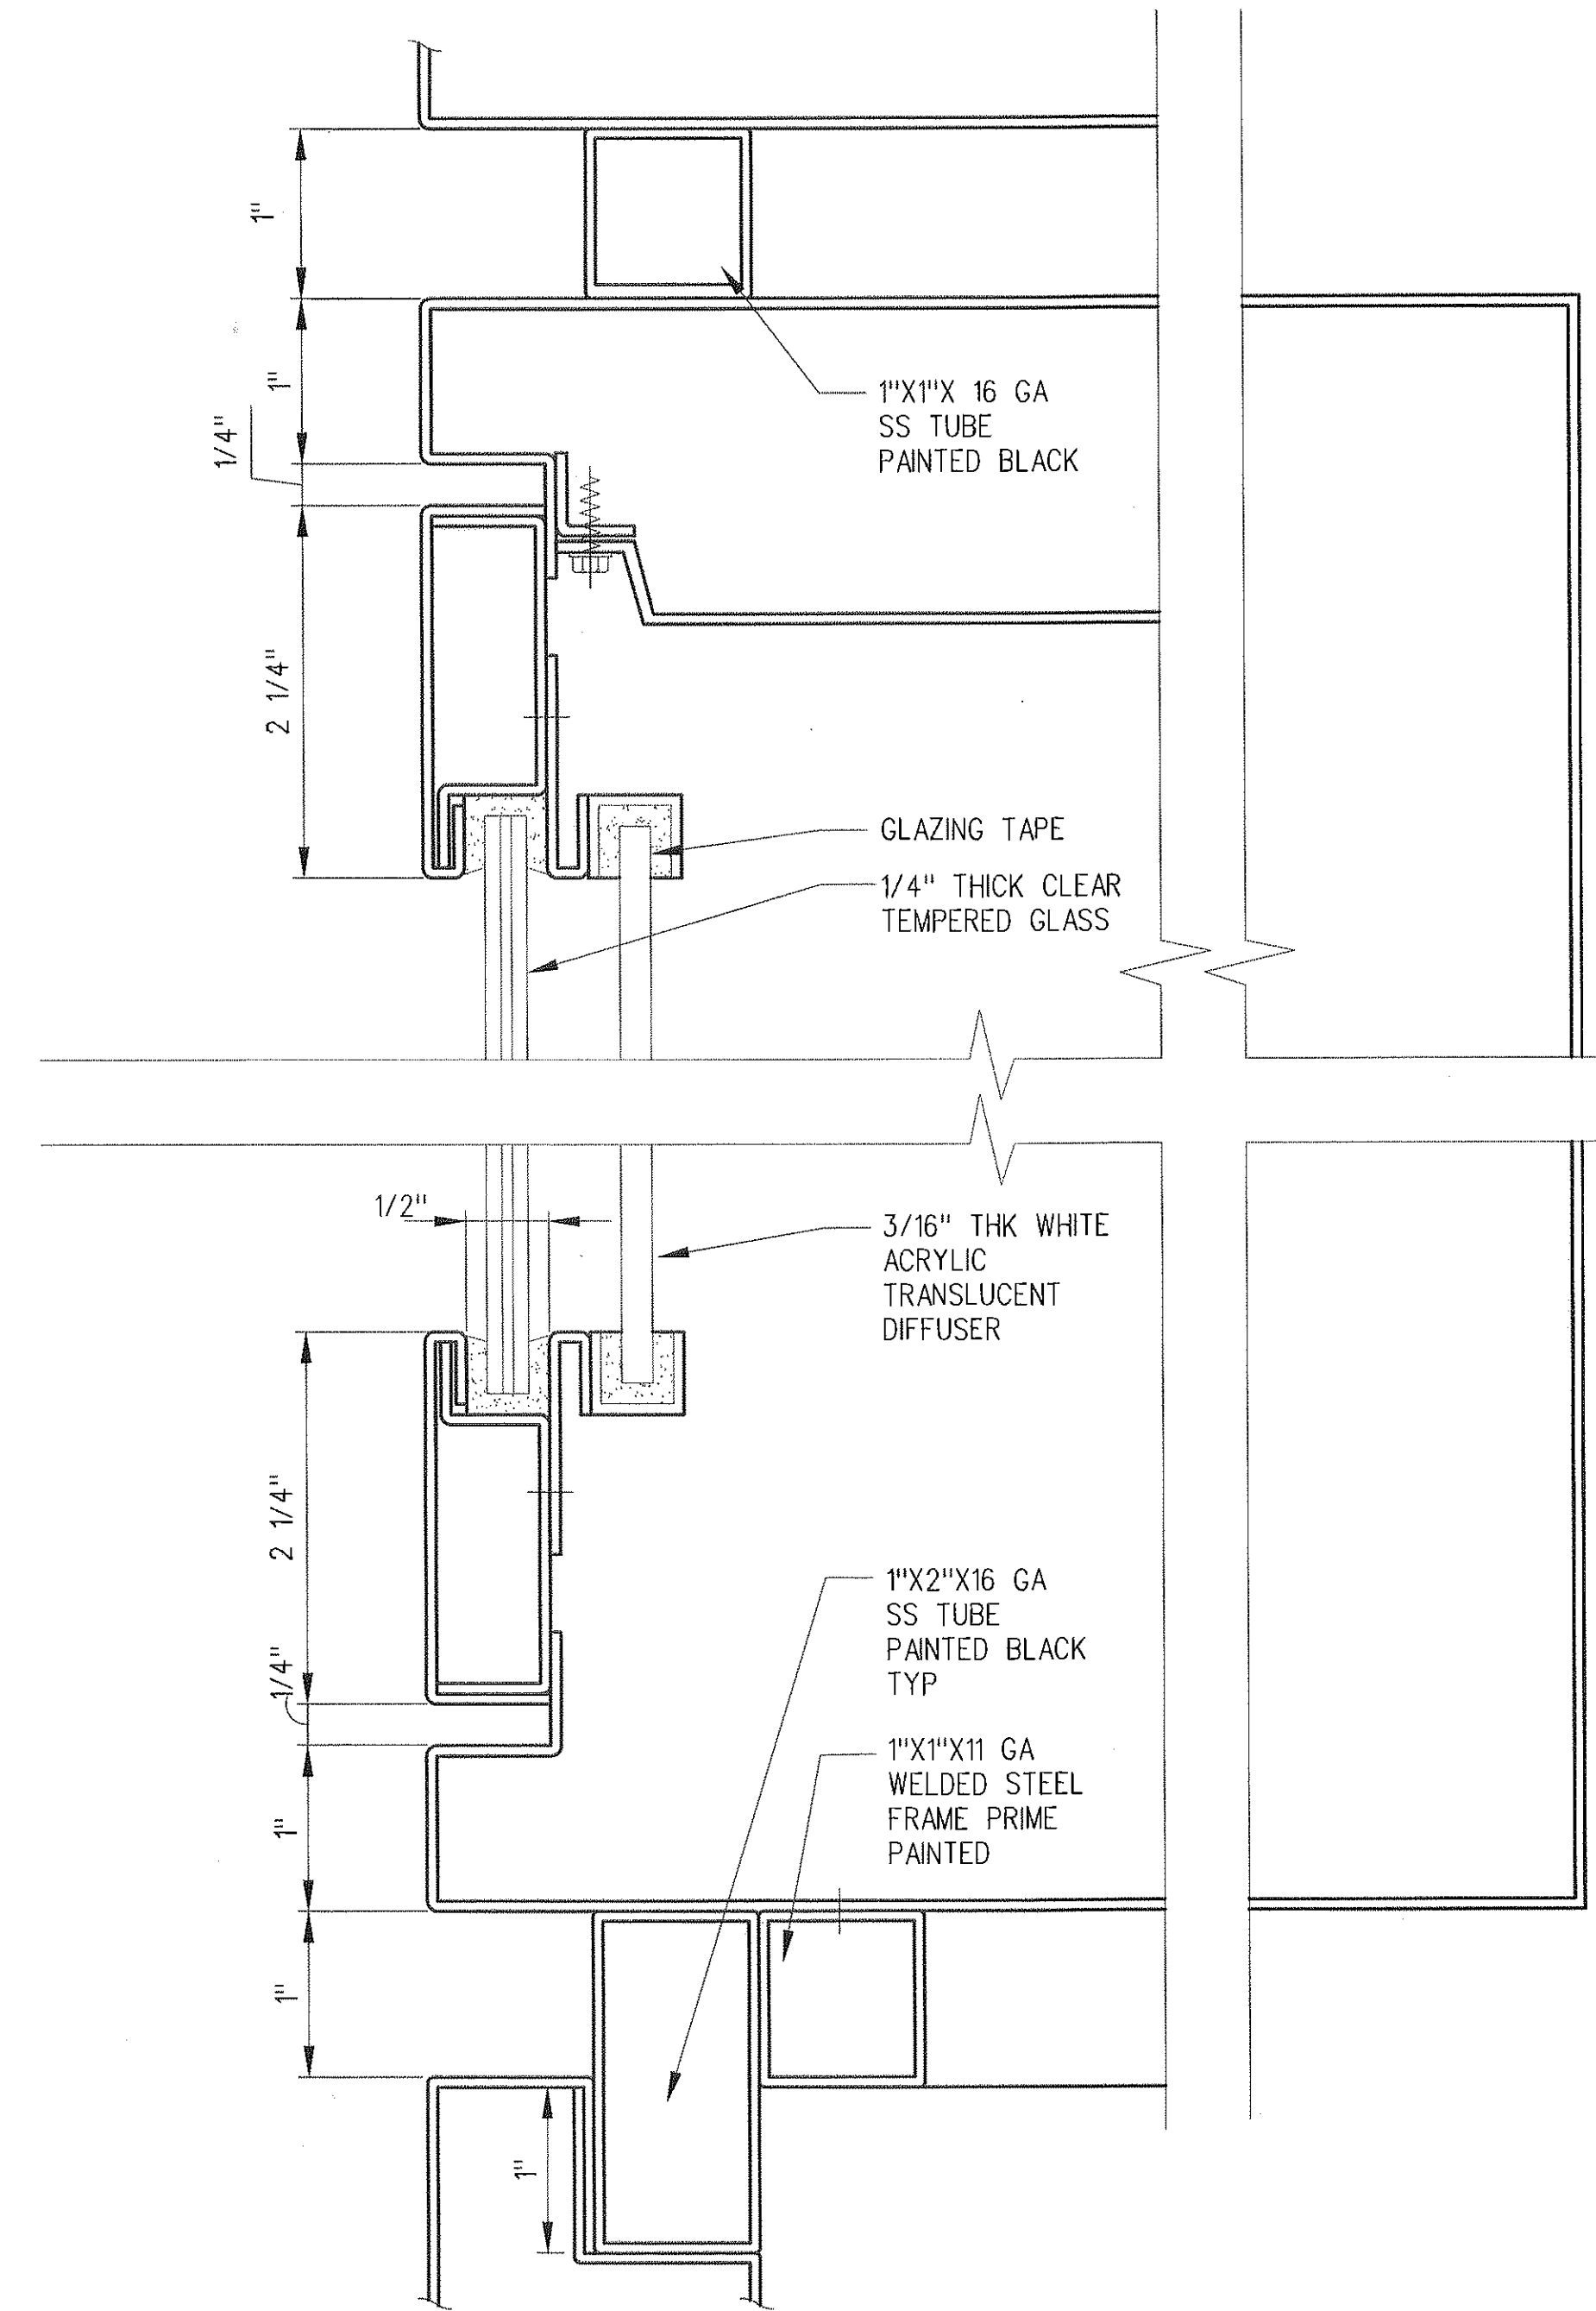 1"
1"
1/4"
1"X1"X 16 GA
SS TUBE
PAINTED BLACK
2 1/4"
GLAZING TAPE
1/4" THICK CLEAR
TEMPERED GLASS
1/2"
3/16" THK WHITE
ACRYLIC
TRANSLUCENT
DIFFUSER
2 1/4"
1"X2"X16 GA
SS TUBE
PAINTED BLACK
TYP
1/4"
1"X1"X11 GA
WELDED STEEL
FRAME PRIME
PAINTED
1"
1"
1"